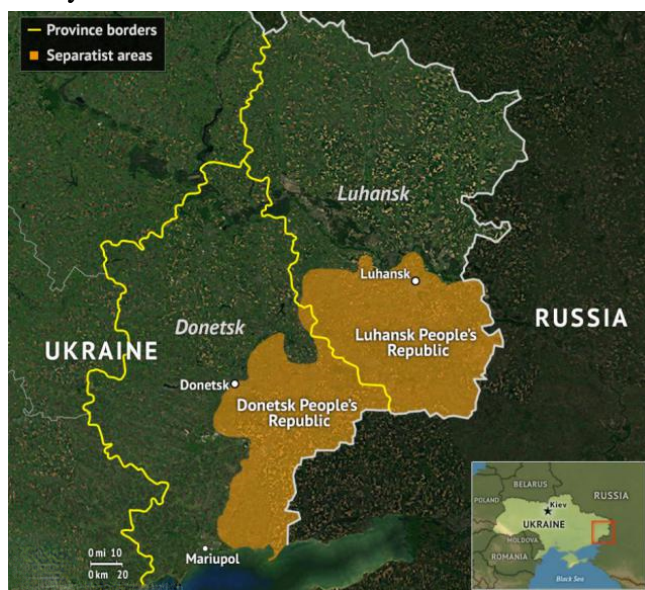 Province borders
Separatist areas
Luhansk
Luhansk
Luhansk People's
Republic
RUSSIA
UKRAINE
Donetsk
Donetsk
Donetsk People's
Republic
Mariupol
0 mi 10
0 km 20
BELARUS
POLAND
Kiev
RUSSIA
UKRAINE
MOLDOVA
ROMANIA
Black Sea